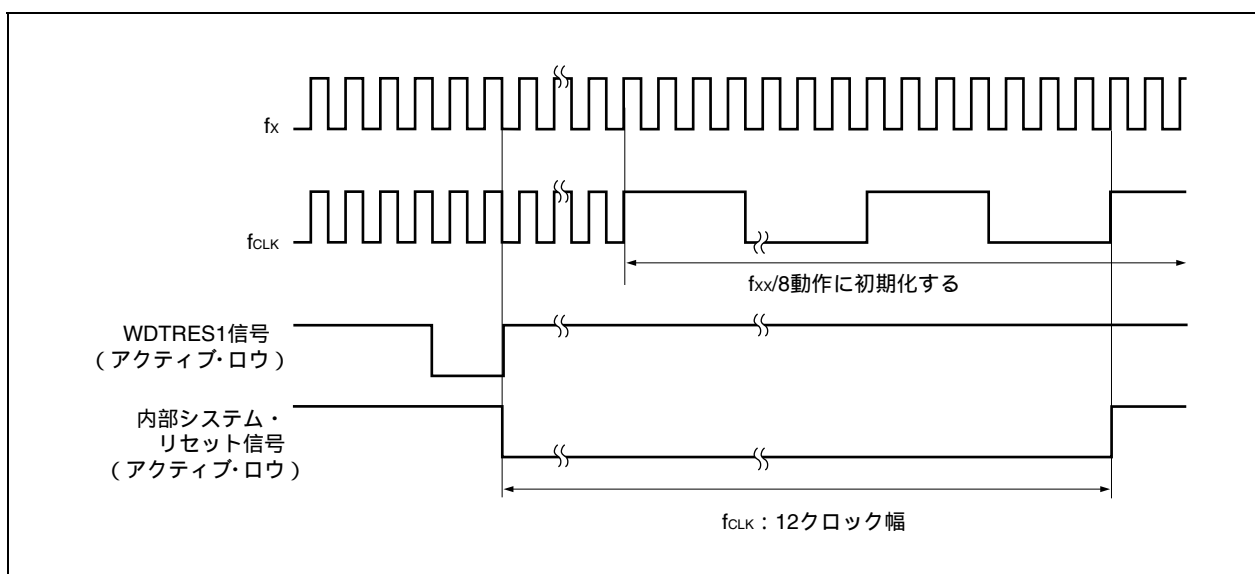 fX
fCLK
fXX/8動作に初期化する
WDTRES1信号
(アクティブ・ロウ)
内部システム・
リセット信号
(アクティブ・ロウ)
fCLK:12クロック幅